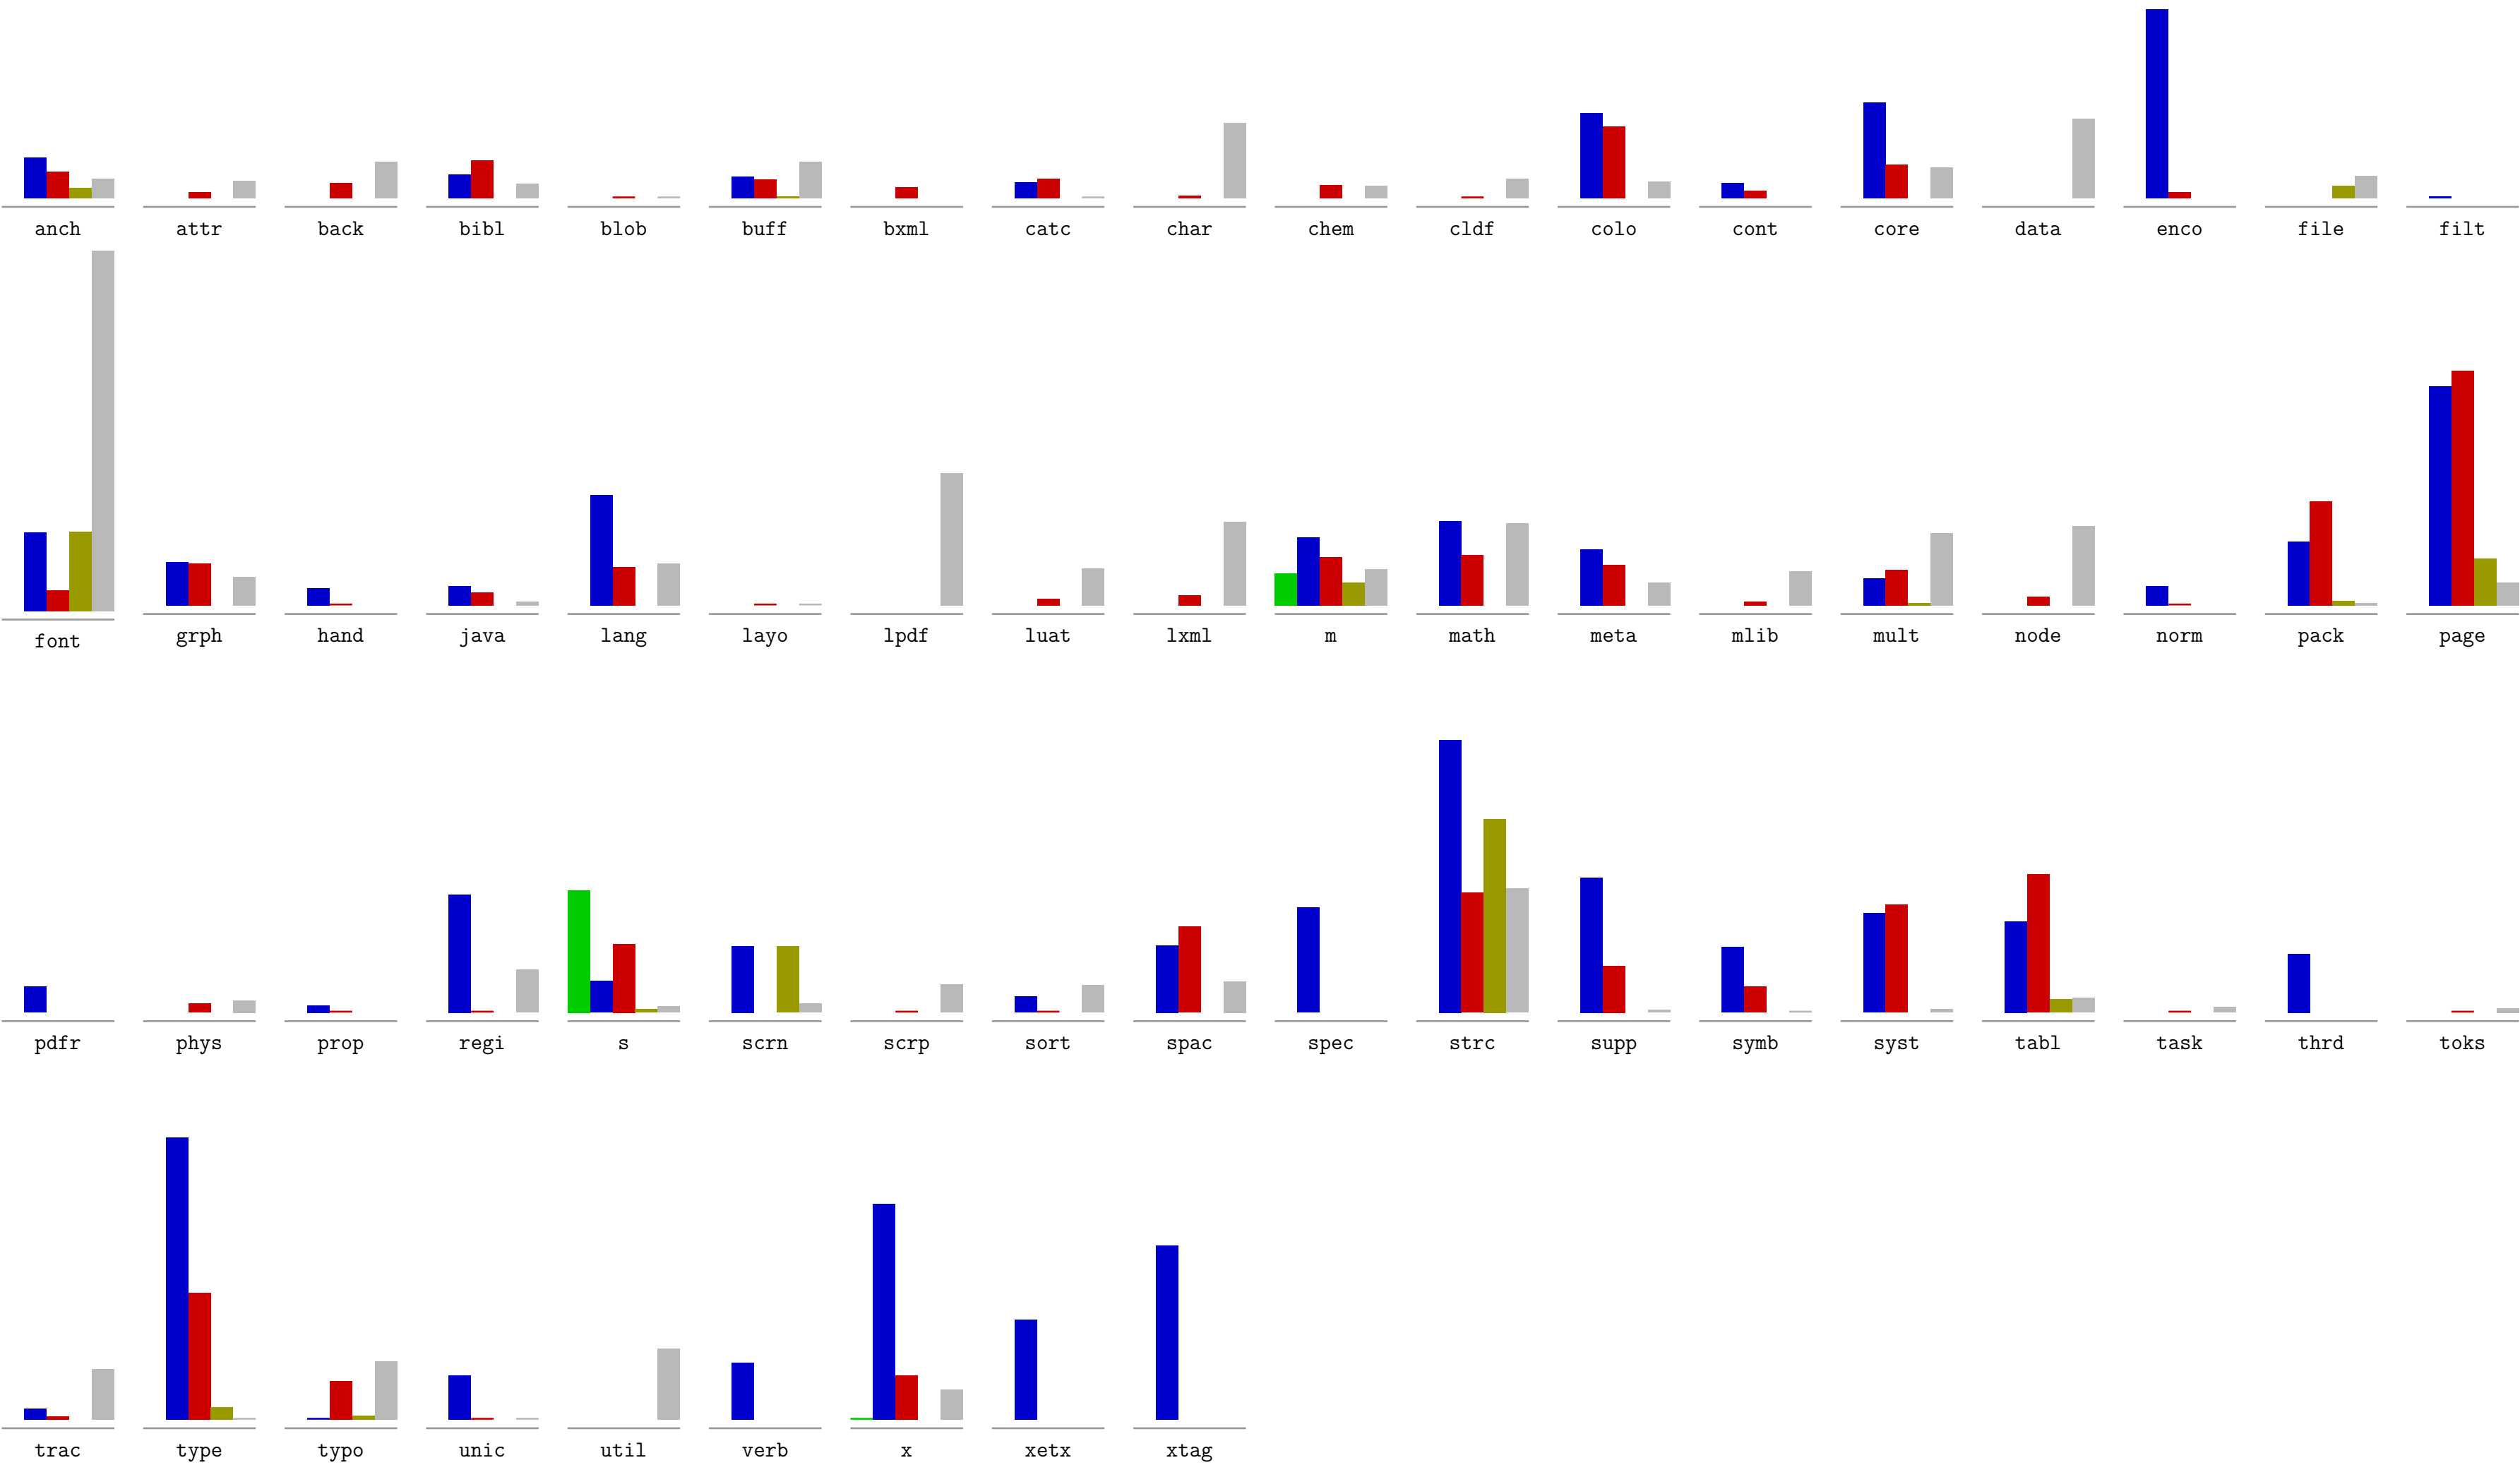 anch attr back bibl blob buff bxml catc char chem cldf colo cont core data enco file filt
font grph hand java lang layo lpdf luat lxml m math meta mlib mult node norm pack page
pdfr phys prop regi s scrn scrp sort spac spec strc supp symb syst tabl task thrd toks
trac type typo unic util verb x xetx xtag